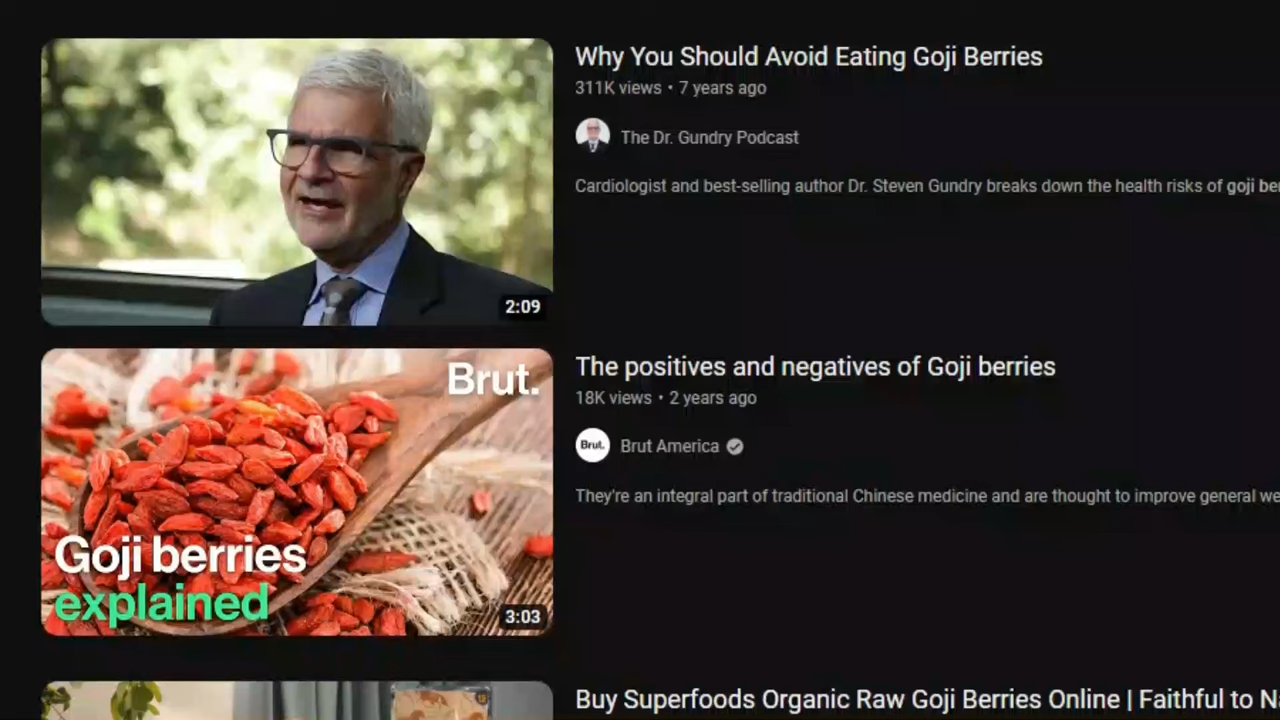 Why You Should Avoid Eating Goji Berries
311K views • 7 years ago
The Dr. Gundry Podcast
Cardiologist and best-selling author Dr. Steven Gundry breaks down the health risks of goji
2:09
Brut.
Goji berries
explained
3:03
The positives and negatives of Goji berries
18K views • 2 years ago
Brut.
Brut America
They're an integral part of traditional Chinese medicine and are thought to improve general
Buy Superfoods Organic Raw Goji Berries Online | Faithful to